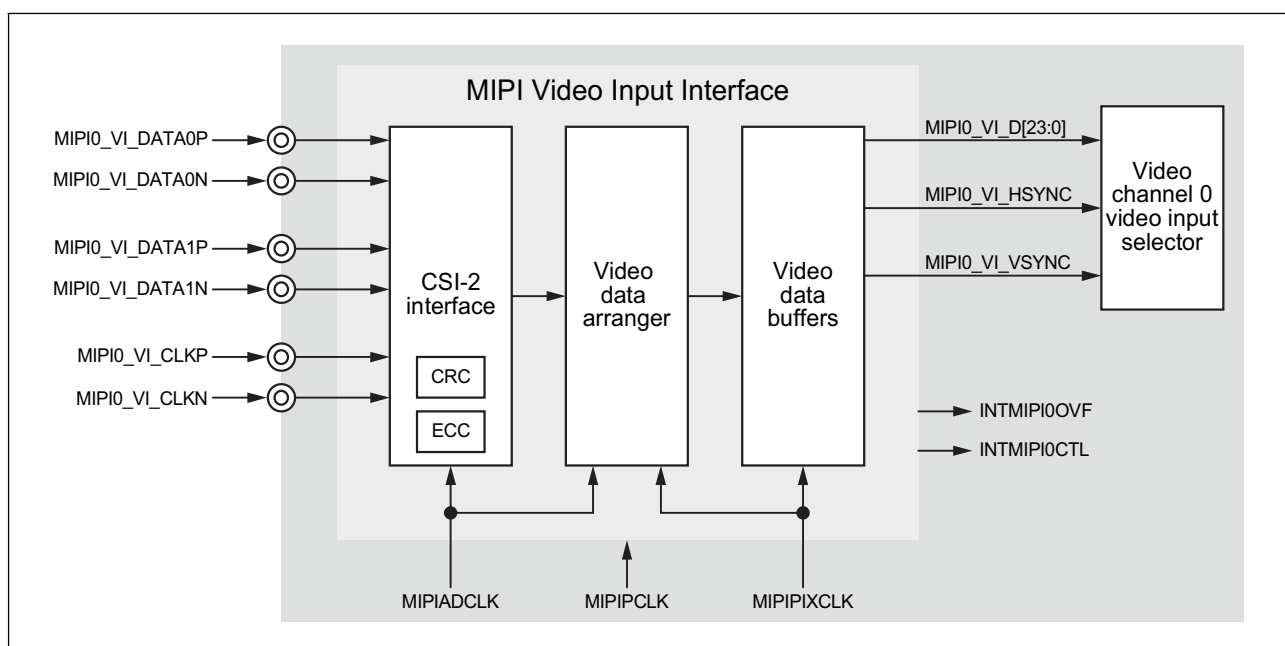 MIPI Video Input Interface
MIPI0_VI_DATA0P
MIPI0_VI_DATA0N
MIPI0_VI_DATA1P
MIPI0_VI_DATA1N
MIPI0_VI_CLKP
MIPI0_VI_CLKN
CSI-2
interface
CRC
ECC
Video
data
arranger
Video
data
buffers
MIPI0_VI_D[23:0]
MIPI0_VI_HSYNC
MIPI0_VI_VSYNC
Video
channel 0
video input
selector
INTMIPI0OVF
INTMIPI0CTL
MIPIADCLK
MIPIPCLK
MIPIPIXCLK